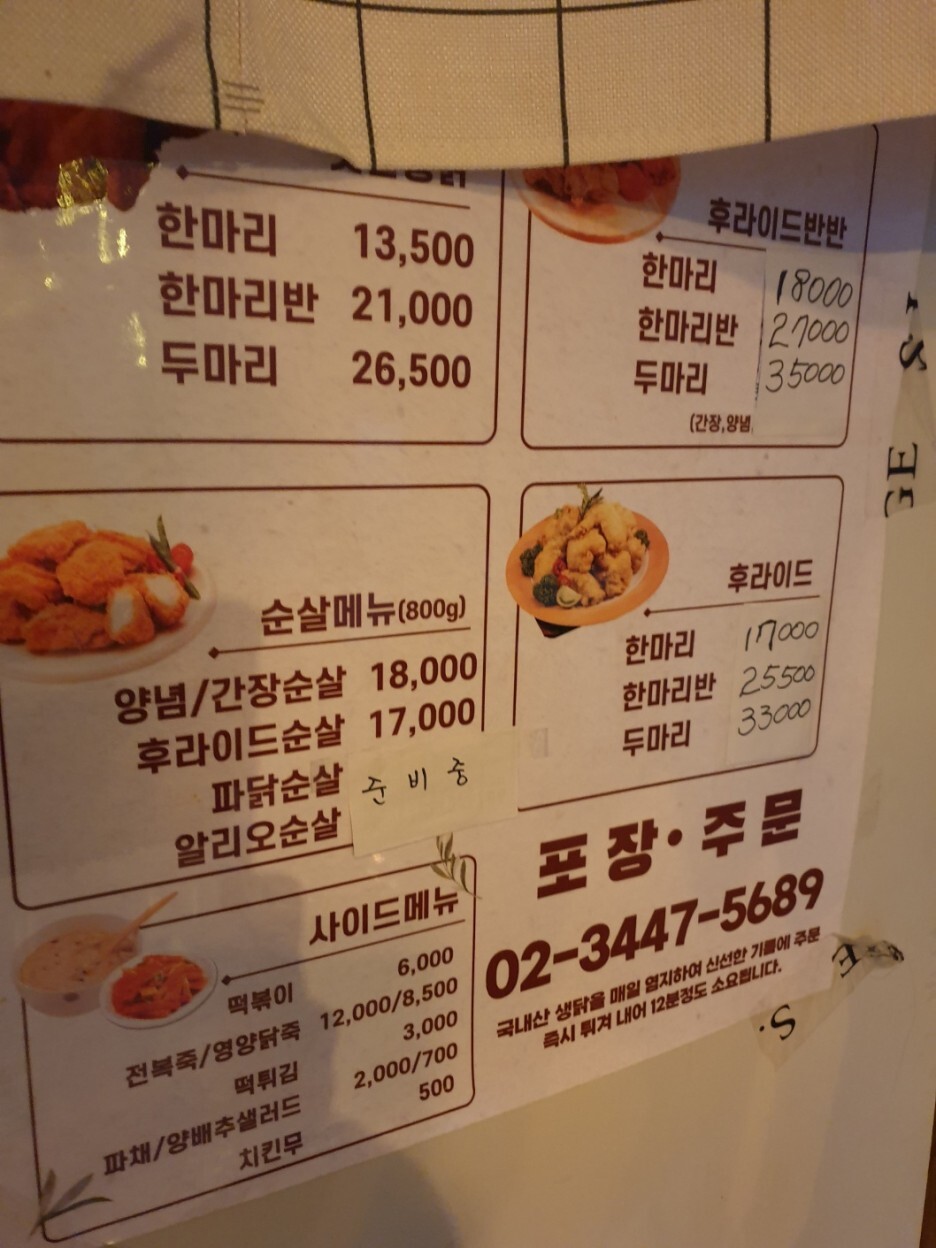 한마리 13,500
한마리반 21,000
두마리 26,500
후라이드반반
한마리 18000
한마리반 27000
두마리 35000
(간장,양념
순살메뉴(800g)
양념/간장순살 18,000
후라이드순살 17,000
파닭순살
알리오순살
준비중
후라이드
한마리 17000
한마리반 25500
두마리 33000
사이드메뉴
떡볶이 6,000
전복죽/영양닭죽 12,000/8,500
떡튀김 3,000
파채/양배추샐러드 2,000/700
치킨무 500
포장·주문
02-3447-5689
국내산 생닭을 매일 염지하여 신선한 기름에 주문
즉시 튀겨 내어 12분정도 소요됩니다.
S
GE
E
S.